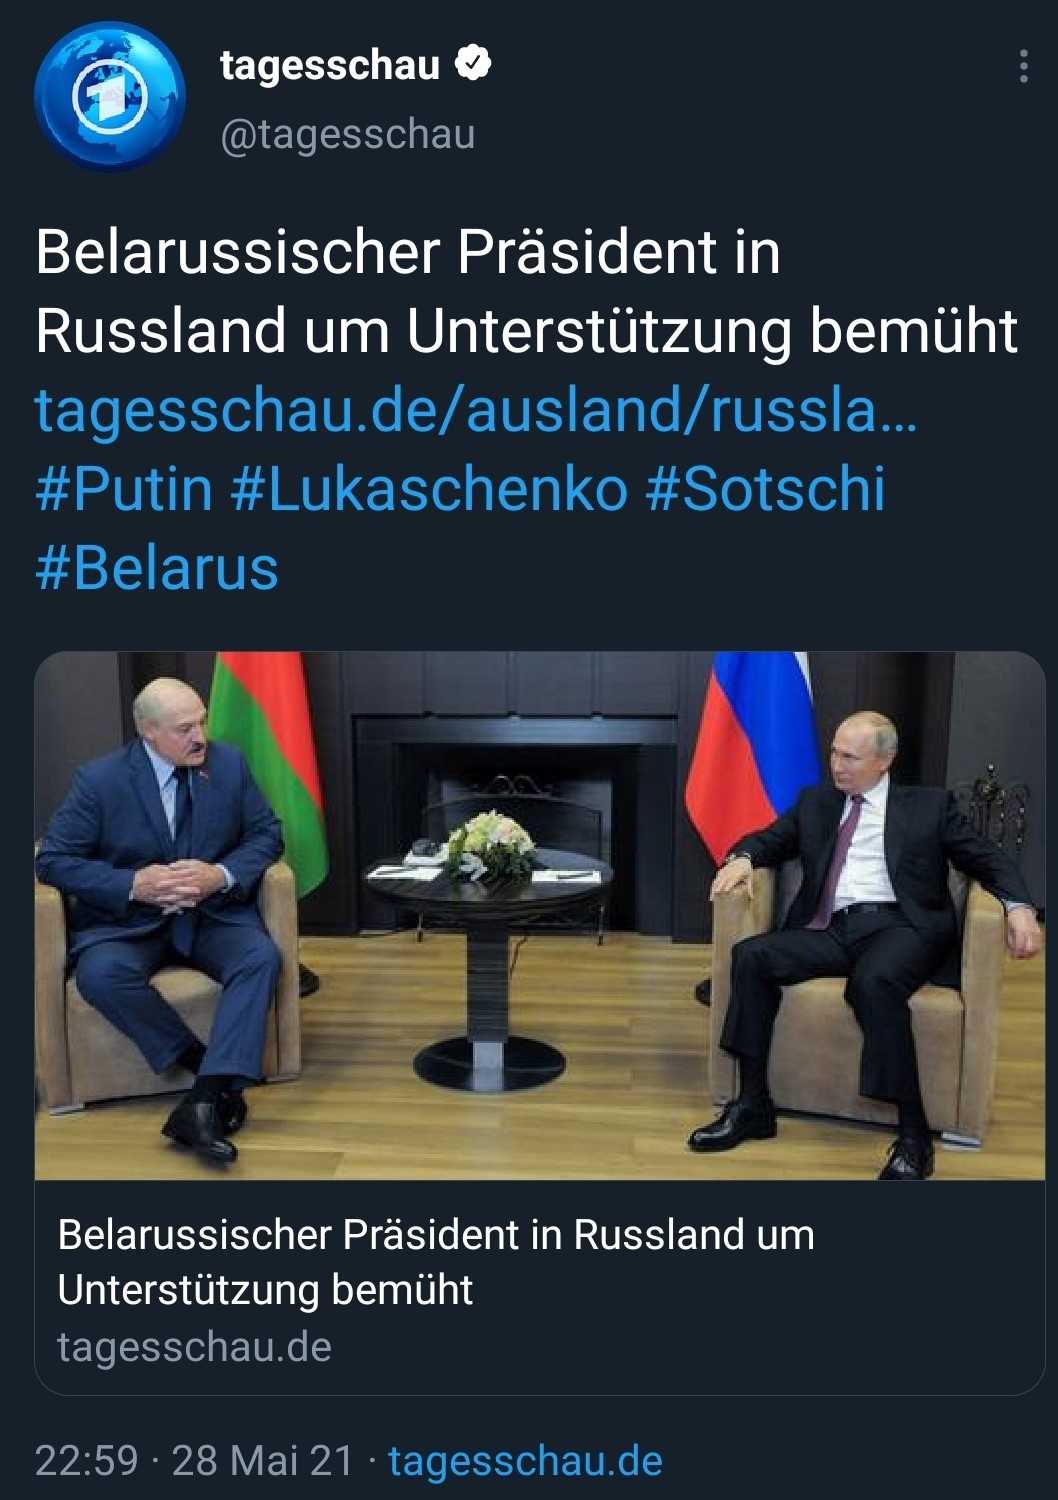 tagesschau
@tagesschau
Belarussischer Präsident in
Russland um Unterstützung bemüht
tagesschau.de/ausland/russla...
#Putin #Lukaschenko #Sotschi
#Belarus
Belarussischer Präsident in Russland um
Unterstützung bemüht
tagesschau.de
22:59 · 28 Mai 21 · tagesschau.de